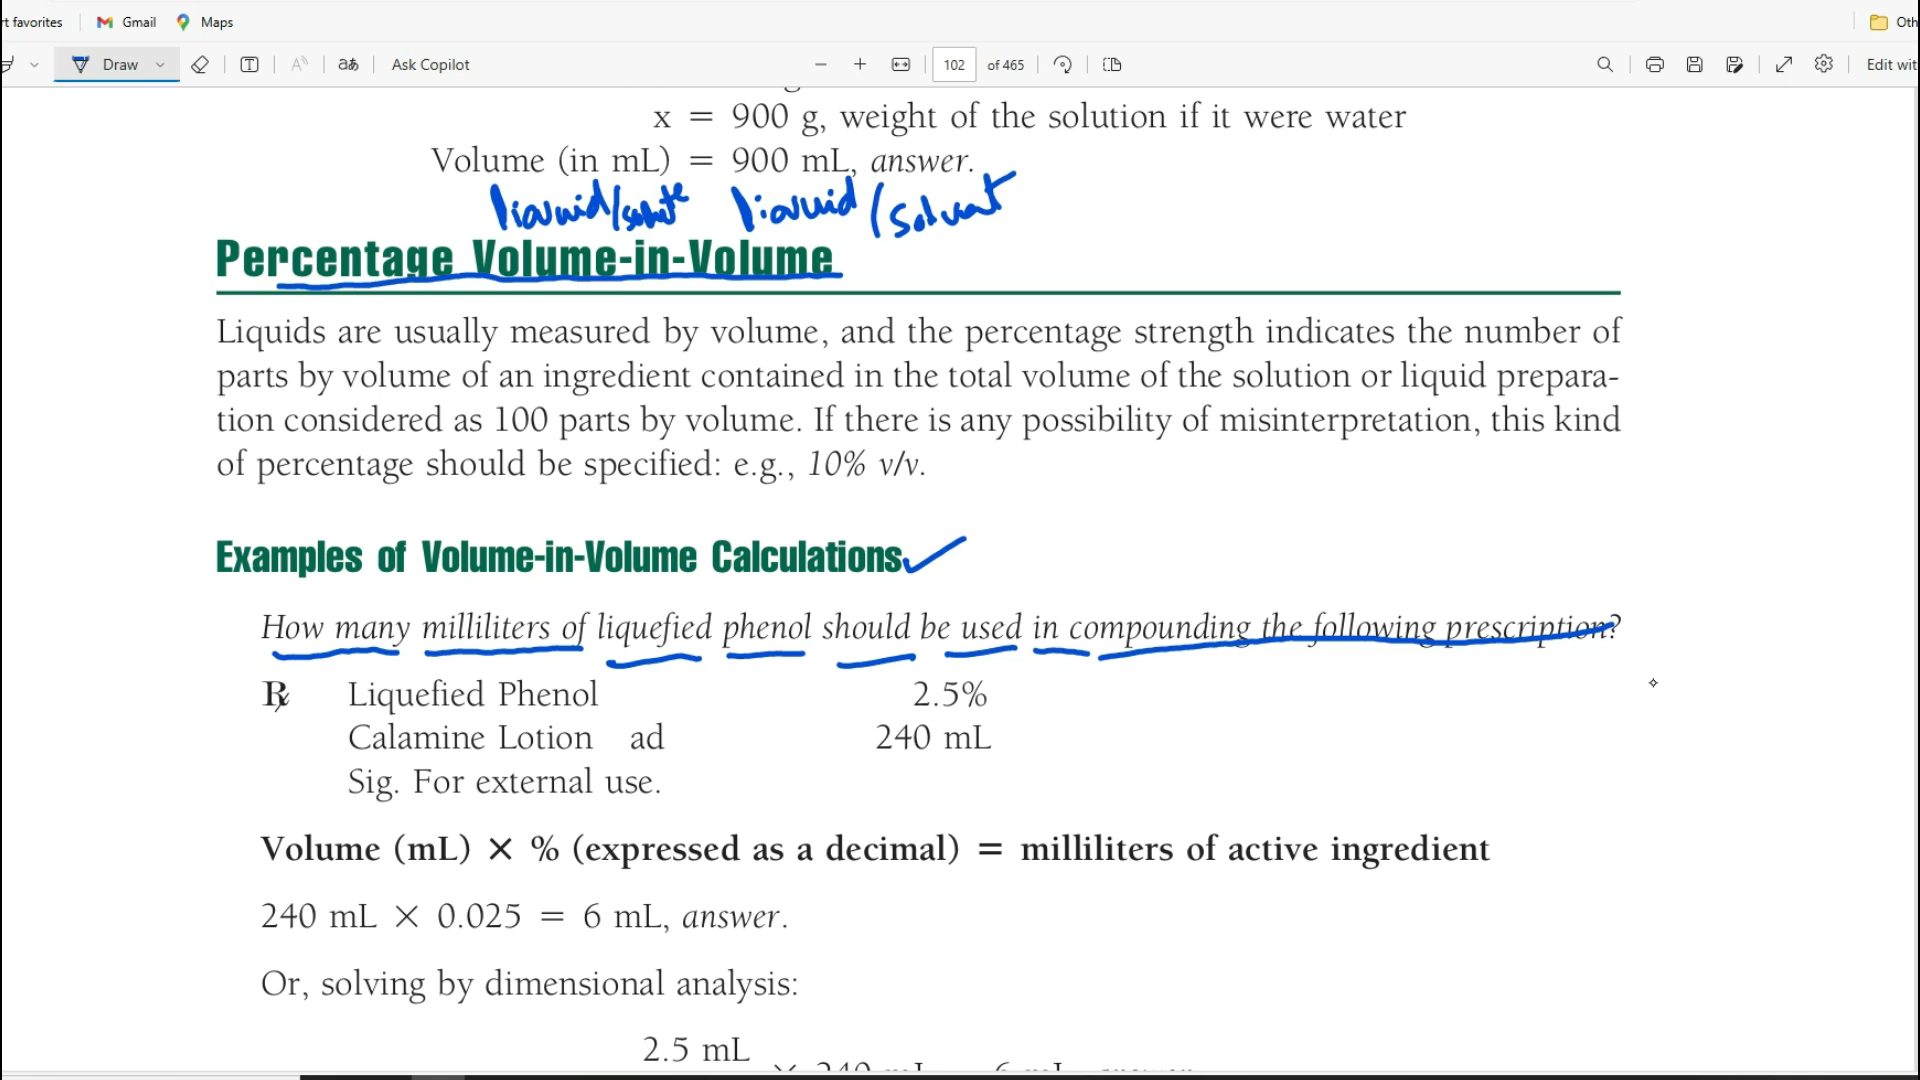 rt favorites Gmail Maps Oth
Draw T A aあ Ask Copilot 102 of 465 Edit wit
x = 900 g, weight of the solution if it were water
Volume (in mL) = 900 mL, answer.
liquid/solute liquid/solvent
Percentage Volume-in-Volume
Liquids are usually measured by volume, and the percentage strength indicates the number of
parts by volume of an ingredient contained in the total volume of the solution or liquid prepara-
tion considered as 100 parts by volume. If there is any possibility of misinterpretation, this kind
of percentage should be specified: e.g., 10% v/v.
Examples of Volume-in-Volume Calculations
How many milliliters of liquefied phenol should be used in compounding the following prescription?
℞ Liquefied Phenol 2.5%
Calamine Lotion ad 240 mL
Sig. For external use.
Volume (mL) × % (expressed as a decimal) = milliliters of active ingredient
240 mL × 0.025 = 6 mL, answer.
Or, solving by dimensional analysis:
2.5 mL